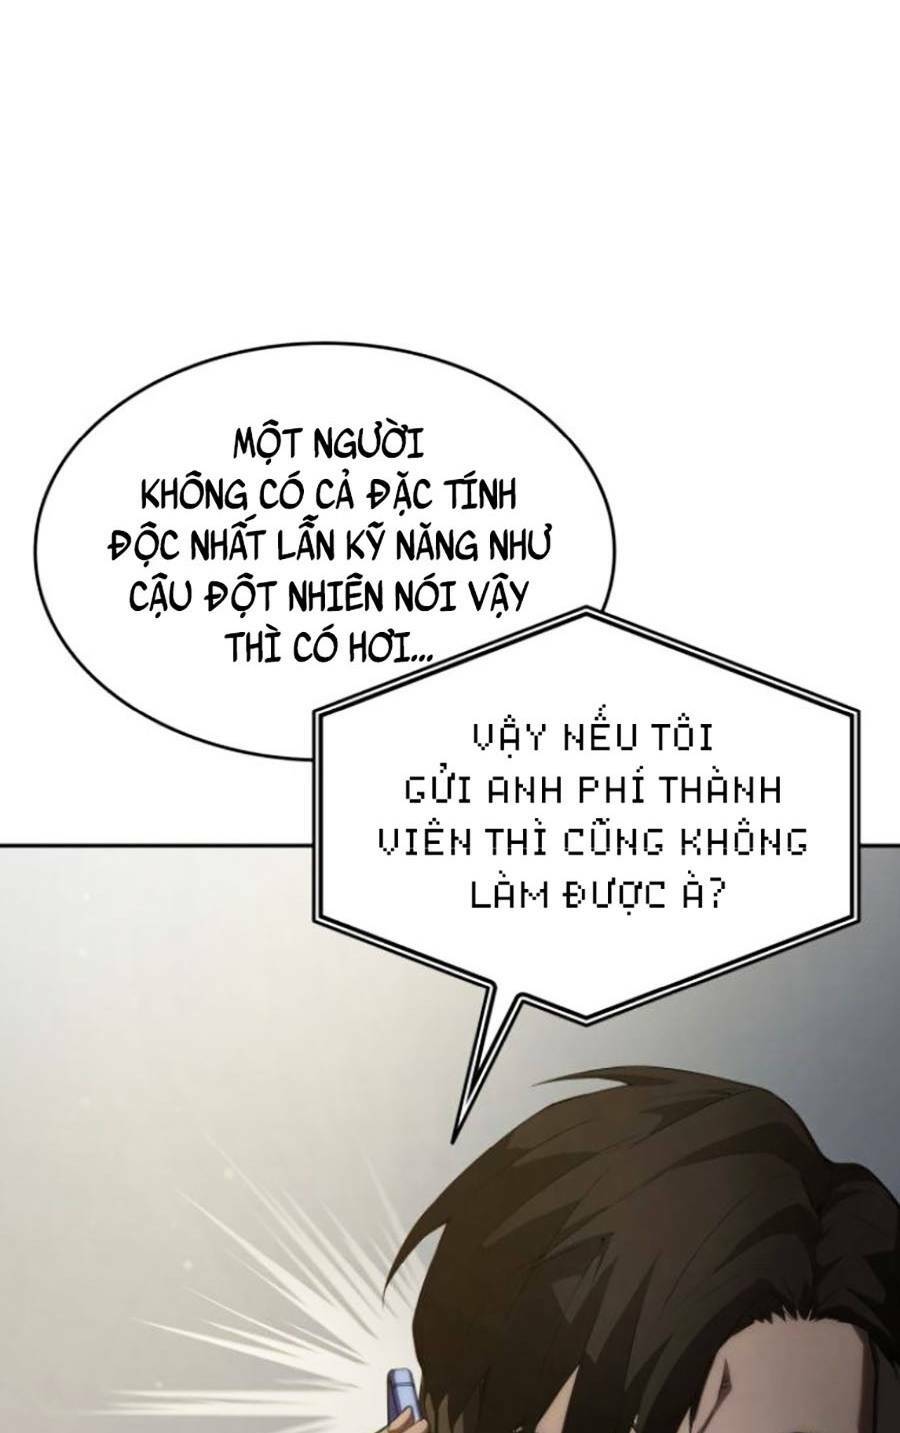 MỘT NGƯỜI
KHÔNG CÓ CẢ ĐẶC TÍNH
ĐỘC NHẤT LẪN KỸ NĂNG NHƯ
CẬU ĐỘT NHIÊN NÓI VẬY
THÌ CÓ HƠI...
VẬY NẾU TÔI
GỬI ANH PHÍ THÀNH
VIÊN THÌ CŨNG KHÔNG
LÀM ĐƯỢC À?